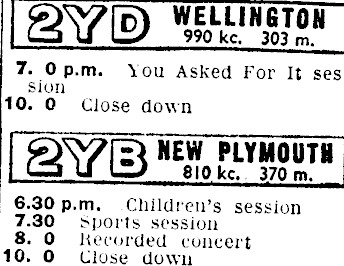 2YD WELLINGTON
990 kc. 303 m.
7. 0 p.m. You Asked For It ses
sion
10. 0 Close down
2YB NEW PLYMOUTH
810 kc. 370 m.
6.30 p.m. Children's session
7.30 Sports session
8. 0 Recorded concert
10. 0 Close down